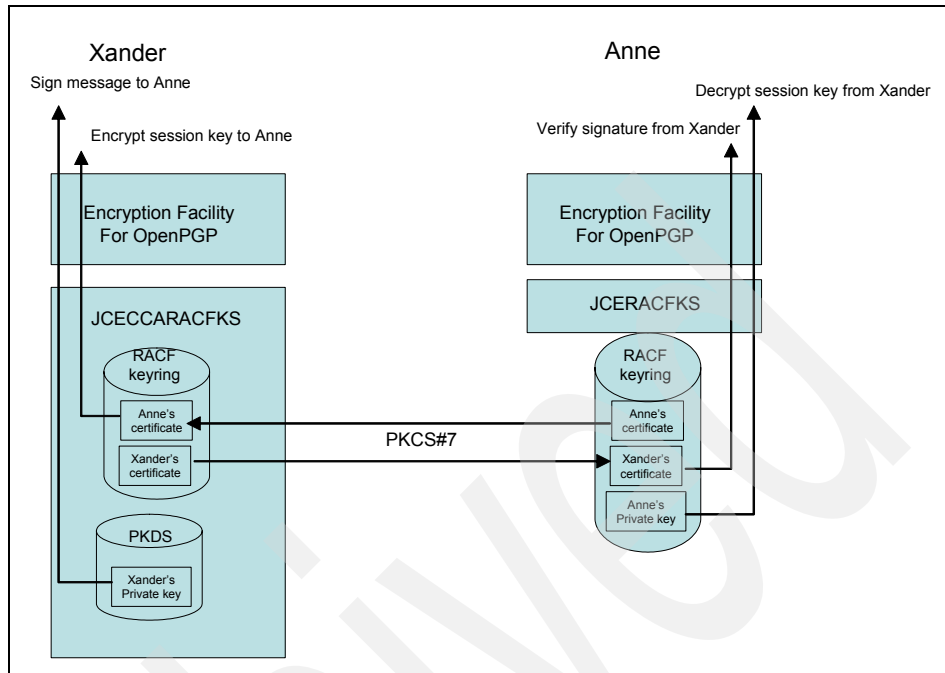 Xander
Sign message to Anne
Encrypt session key to Anne
Encryption Facility
For OpenPGP
JCECCARACFKS
RACF
keyring
Anne's
certificate
Xander's
certificate
PKDS
Xander's
Private key
PKCS#7
Anne
Decrypt session key from Xander
Verify signature from Xander
Encryption Facility
For OpenPGP
JCERACFKS
RACF
keyring
Anne's
certificate
Xander's
certificate
Anne's
Private key